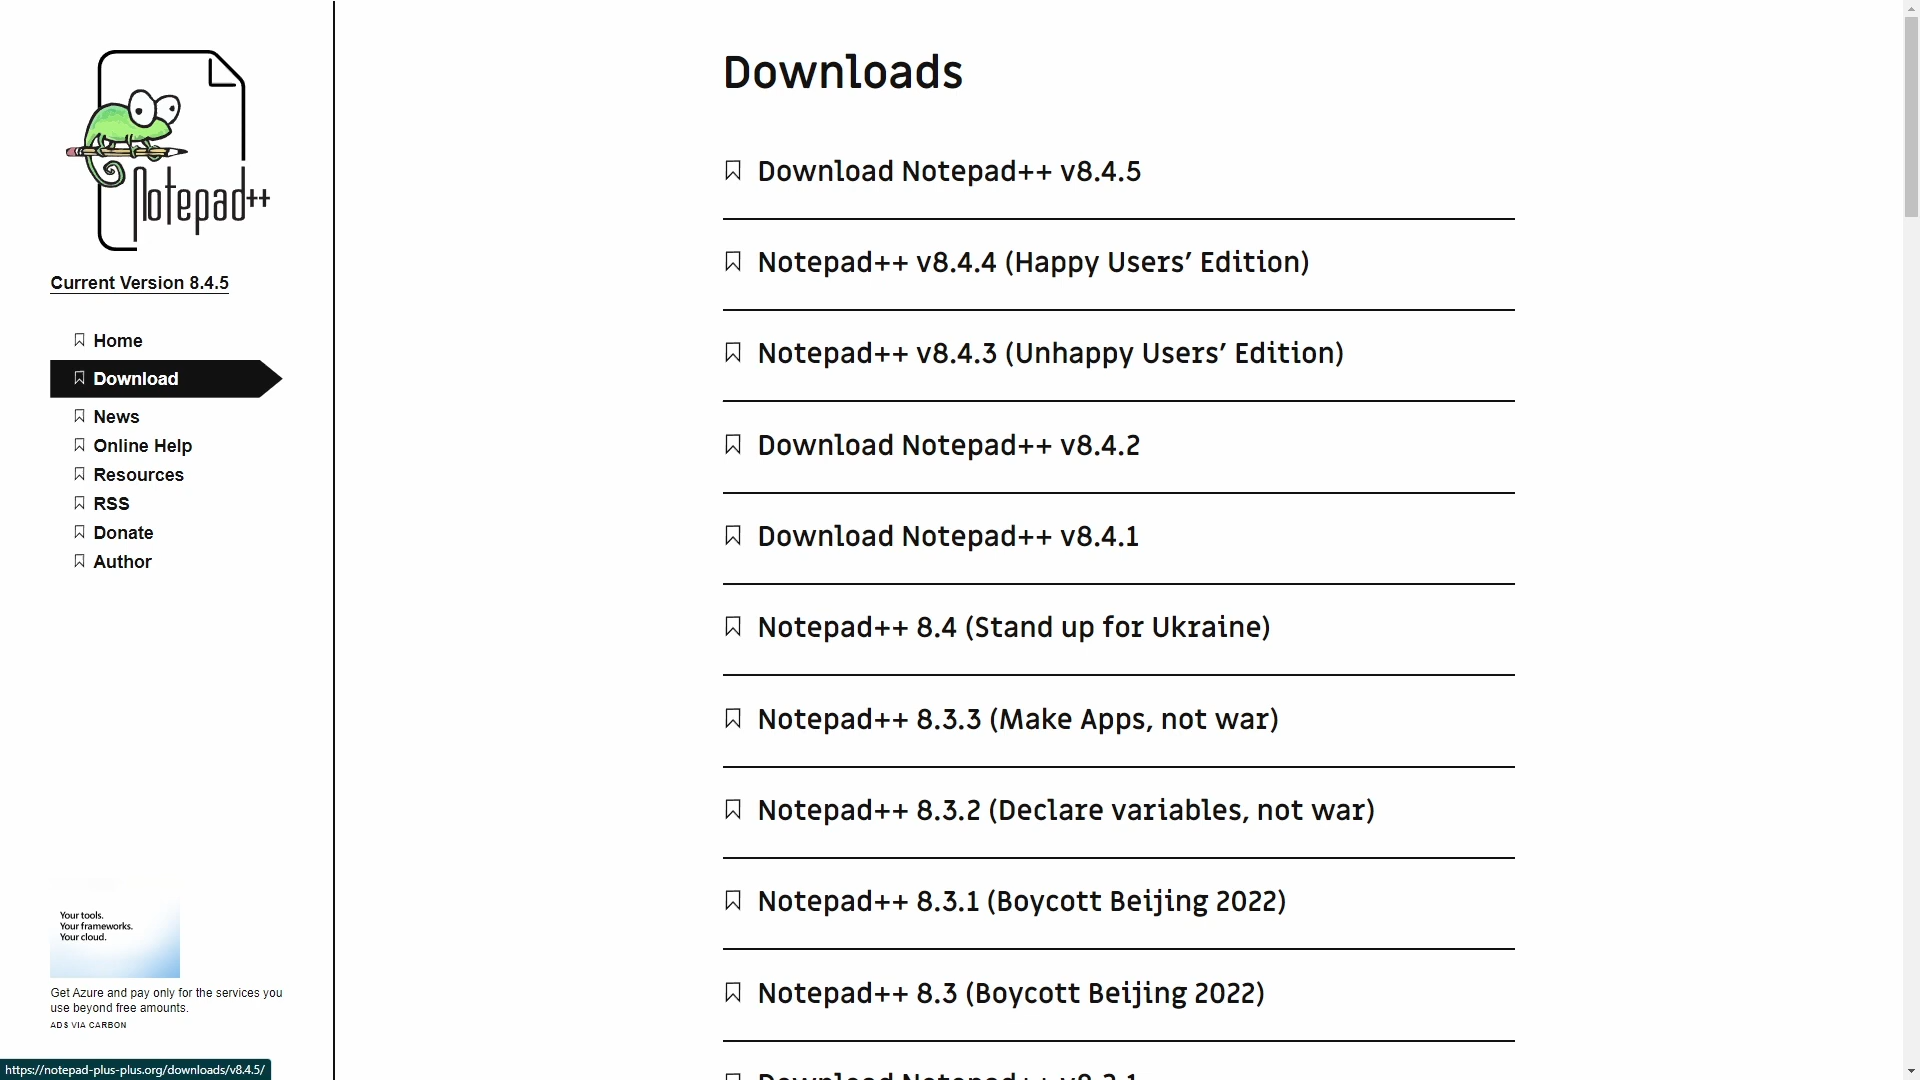 Notepad++
Current Version 8.4.5
Home
Download
News
Online Help
Resources
RSS
Donate
Author
Your tools.
Your frameworks.
Your cloud.
Get Azure and pay only for the services you
use beyond free amounts.
ADS VIA CARBON
https://notepad-plus-plus.org/downloads/v8.4.5/
Downloads
Download Notepad++ v8.4.5
Notepad++ v8.4.4 (Happy Users’ Edition)
Notepad++ v8.4.3 (Unhappy Users’ Edition)
Download Notepad++ v8.4.2
Download Notepad++ v8.4.1
Notepad++ 8.4 (Stand up for Ukraine)
Notepad++ 8.3.3 (Make Apps, not war)
Notepad++ 8.3.2 (Declare variables, not war)
Notepad++ 8.3.1 (Boycott Beijing 2022)
Notepad++ 8.3 (Boycott Beijing 2022)
Download Notepad++